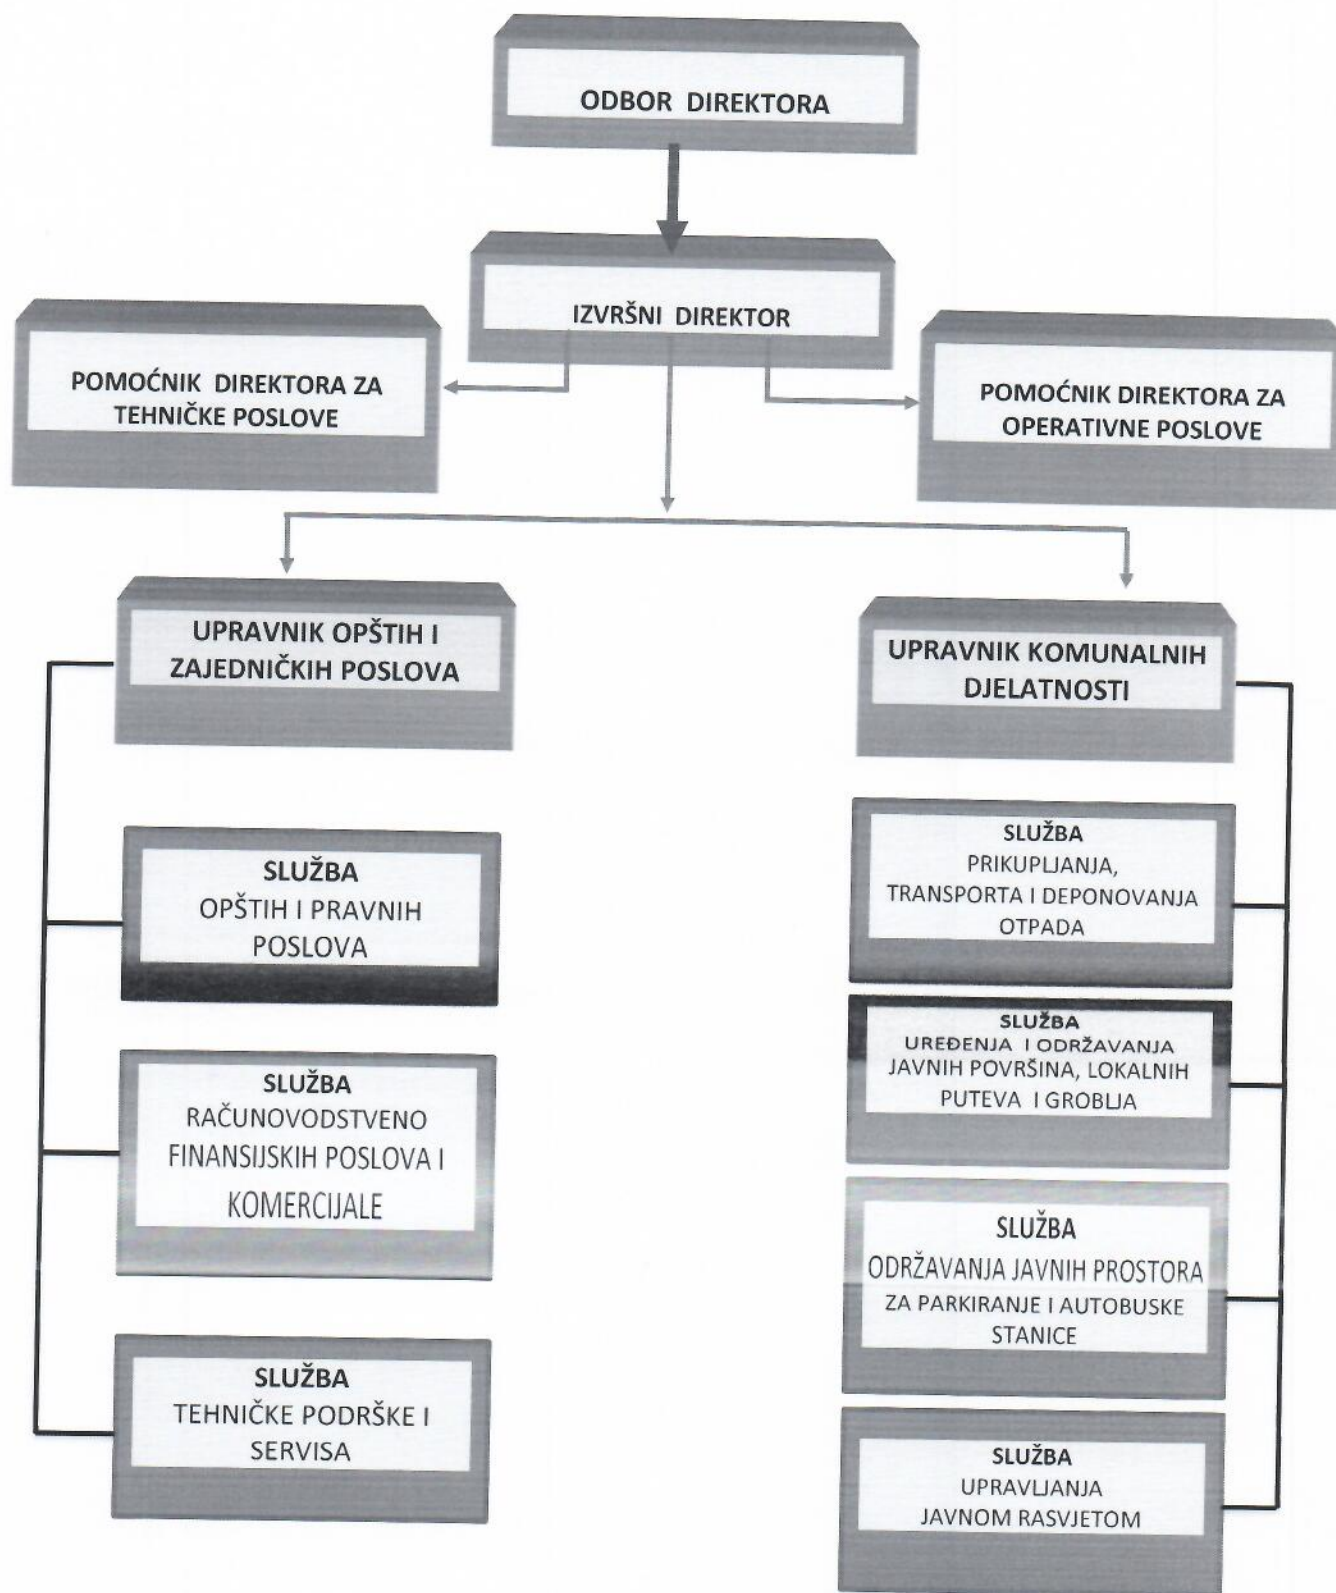 ODBOR DIREKTORA
IZVRŠNI DIREKTOR
POMOĆNIK DIREKTORA ZA
TEHNIČKE POSLOVE
POMOĆNIK DIREKTORA ZA
OPERATIVNE POSLOVE
UPRAVNIK OPŠTIH I
ZAJEDNIČKIH POSLOVA
SLUŽBA
OPŠTIH I PRAVNIH
POSLOVA
SLUŽBA
RAČUNOVODSTVENO
FINANSIJSKIH POSLOVA I
KOMERCIJALE
SLUŽBA
TEHNIČKE PODRŠKE I
SERVISA
UPRAVNIK KOMUNALNIH
DJELATNOSTI
SLUŽBA
PRIKUPLJANJA,
TRANSPORTA I DEPONOVANJA
OTPADA
SLUŽBA
UREĐENJA I ODRŽAVANJA
JAVNIH POVRŠINA, LOKALNIH
PUTEVA I GROBLJA
SLUŽBA
ODRŽAVANJA JAVNIH PROSTORA
ZA PARKIRANJE I AUTOBUSKE
STANICE
SLUŽBA
UPRAVLJANJA
JAVNOM RASVJETOM